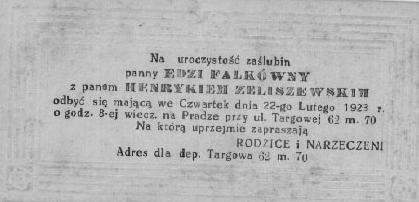 Na uroczystość zaślubin
panny EDZI FALKÓWNY
z panem HENRYKIEM ZELISZEWSKIM
odbyć się mającą we Czwartek dnia 22-go Lutego 1923 r.
o godz. 8-ej wiecz. na Pradze przy ul. Targowej 62 m. 70
Na którą uprzejmie zapraszają
RODZICE i NARZECZENI
Adres dla dep. Targowa 62 m. 70